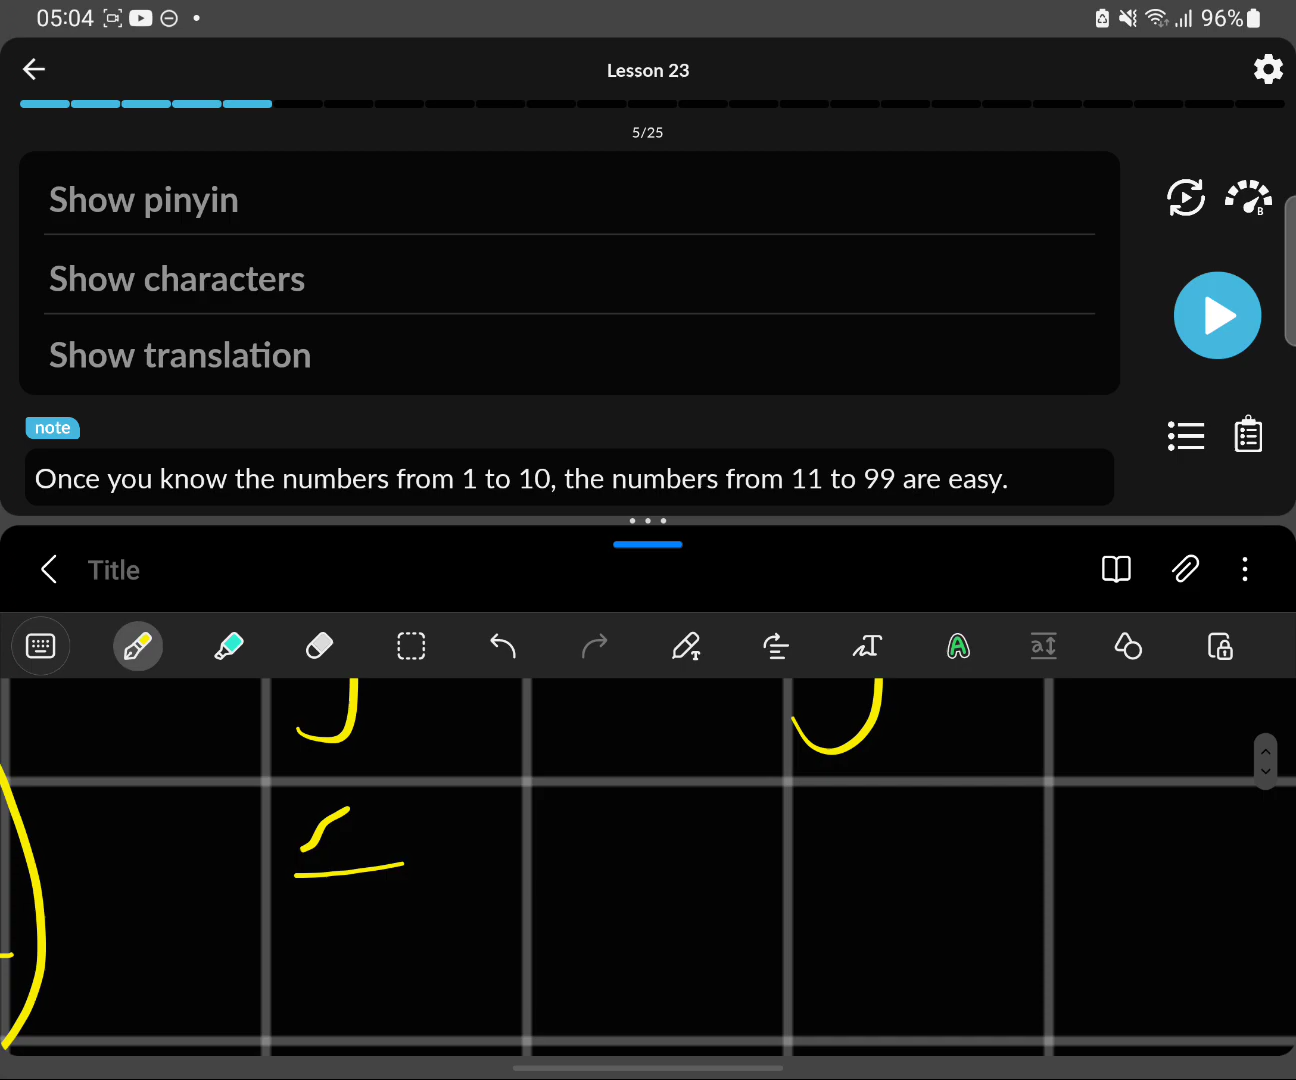 05:04
96%
Lesson 23
5/25
Show pinyin
Show characters
Show translation
B
note
Once you know the numbers from 1 to 10, the numbers from 11 to 99 are easy.
Title
T
T
A
a